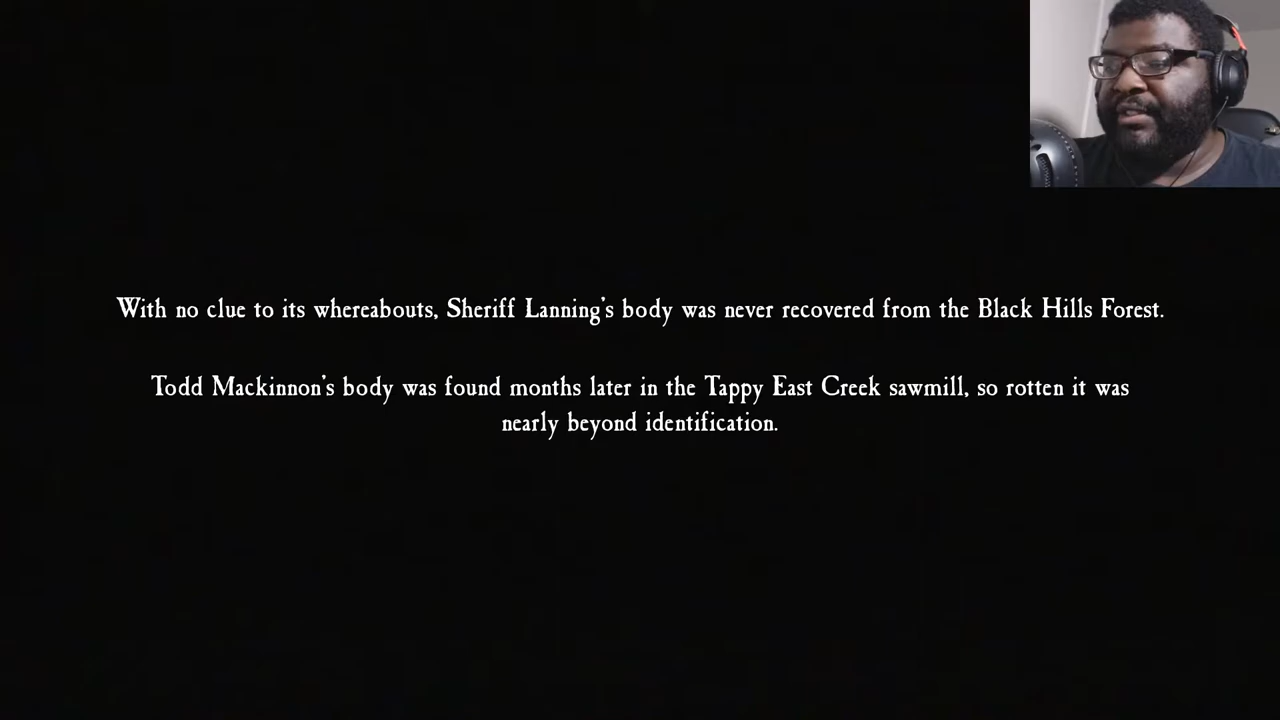 With no clue to its whereabouts, Sheriff Lanning's body was never recovered from the Black Hills Forest.
Todd Mackinnon's body was found months later in the Tappy East Creek sawmill, so rotten it was
nearly beyond identification.